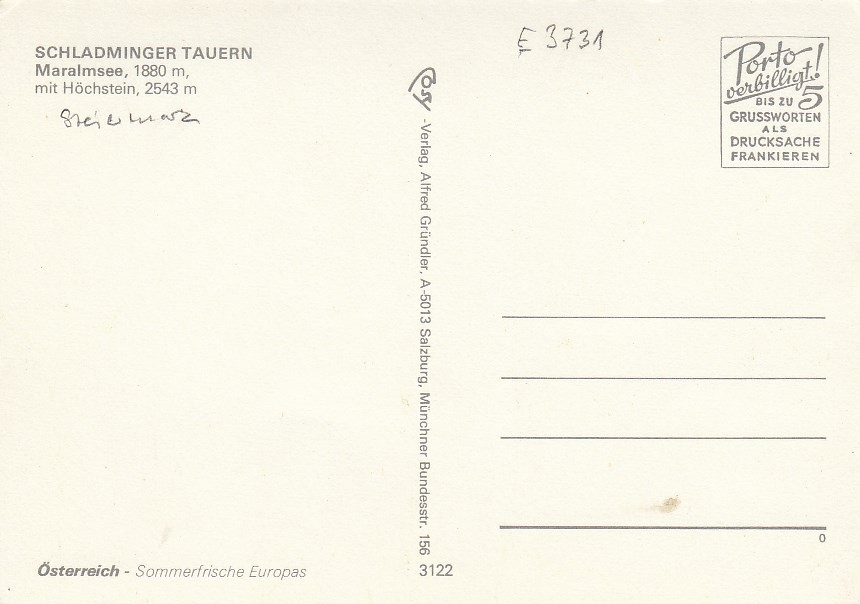 SCHLADMINGER TAUERN
Maralmsee, 1880 m,
mit Höchstein, 2543 m
Steiermark
E 3731
Cosy
-Verlag, Alfred Gründler, A-5013 Salzburg, Münchner Bundesstr. 156
Porto
verbilligt!
BIS ZU 5
GRUSSWORTEN
ALS
DRUCKSACHE
FRANKIEREN
0
Österreich - Sommerfrische Europas
3122